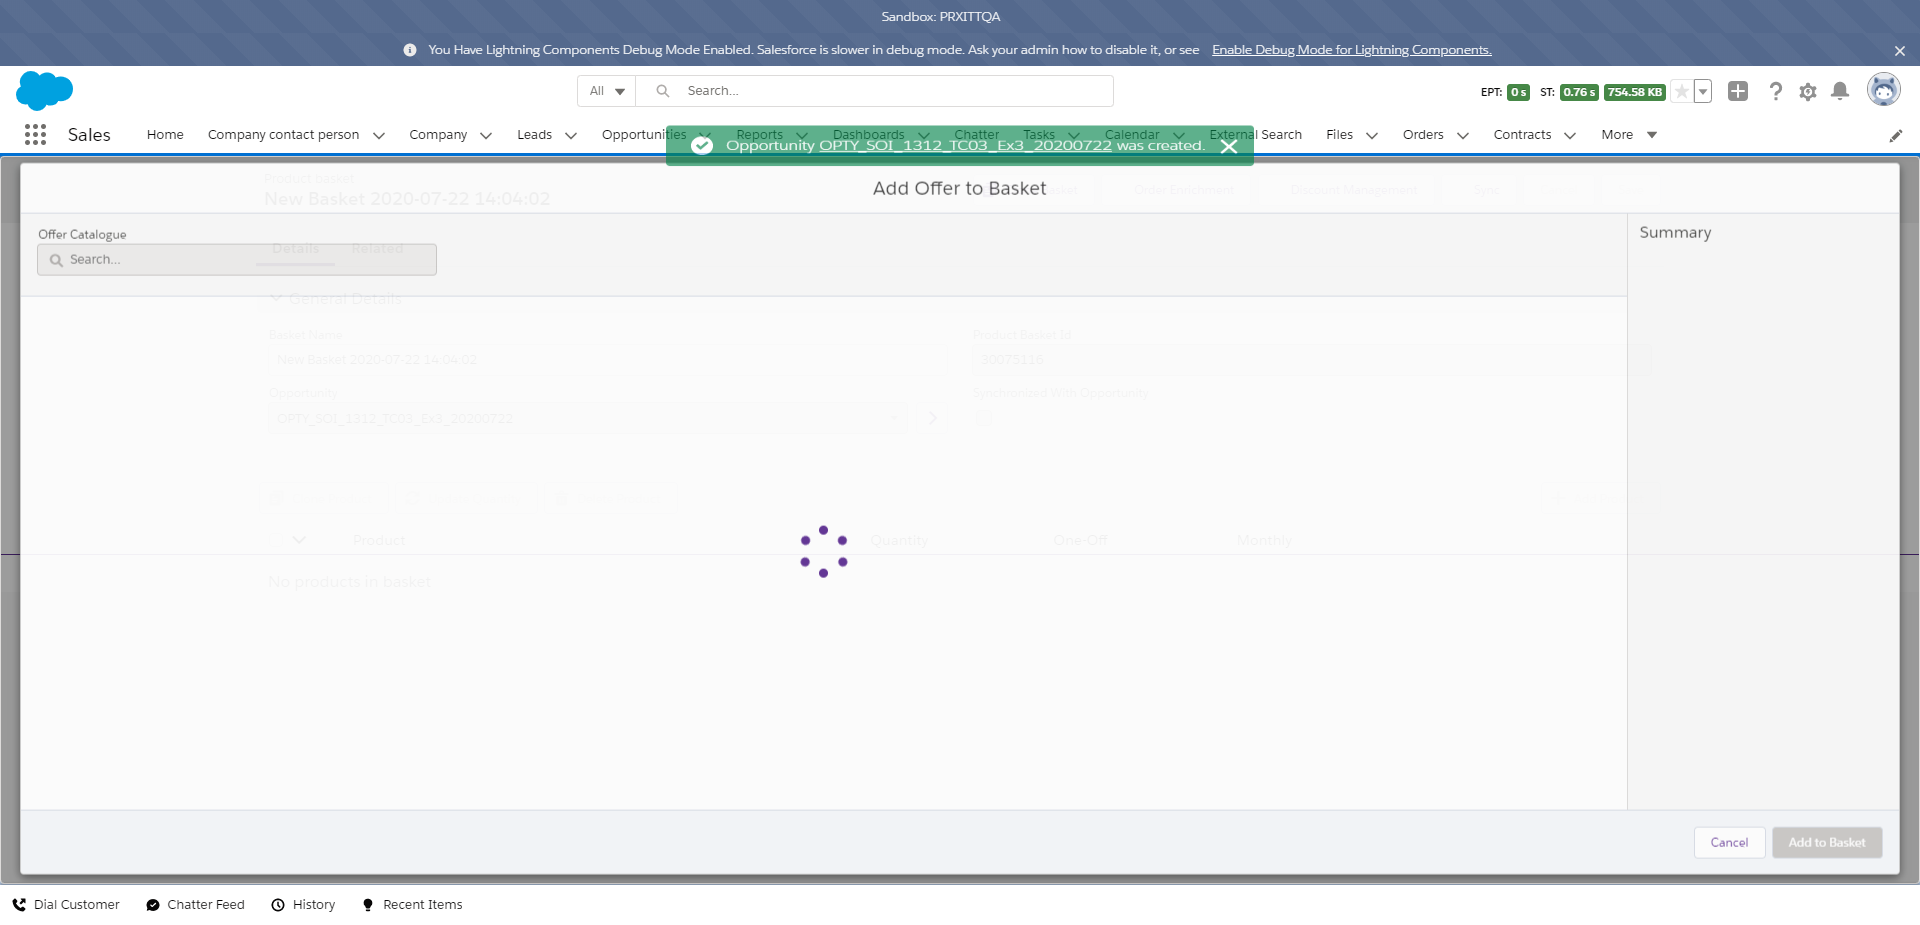 Sandbox: PRXITTQA
You Have Lightning Components Debug Mode Enabled. Salesforce is slower in debug mode. Ask your admin how to disable it, or see Enable Debug Mode for Lightning Components.
All Search...
EPT: 0 s ST: 0.76 s 754.58 KB
Sales Home Company contact person Company Leads Opportunities Reports Dashboards Chatter Tasks Calendar External Search Files Orders Contracts More
Opportunity OPTY_SOI_1312_TC03_Ex3_20200722 was created.
Product Basket
Add Offer to Basket
New Basket 2020-07-22 14:04:02
Order Enrichment Discount Management Sync
Offer Catalogue
Summary
Details Related
Search...
General Details
Basket Name Product Basket Id
New Basket 2020-07-22 14:04:02 30075116
Opportunity Synchronized With Opportunity
OPTY_SOI_1312_TC03_Ex3_20200722
Product Quantity One-Off Monthly
No products in basket
Cancel Add to Basket
Dial Customer Chatter Feed History Recent Items